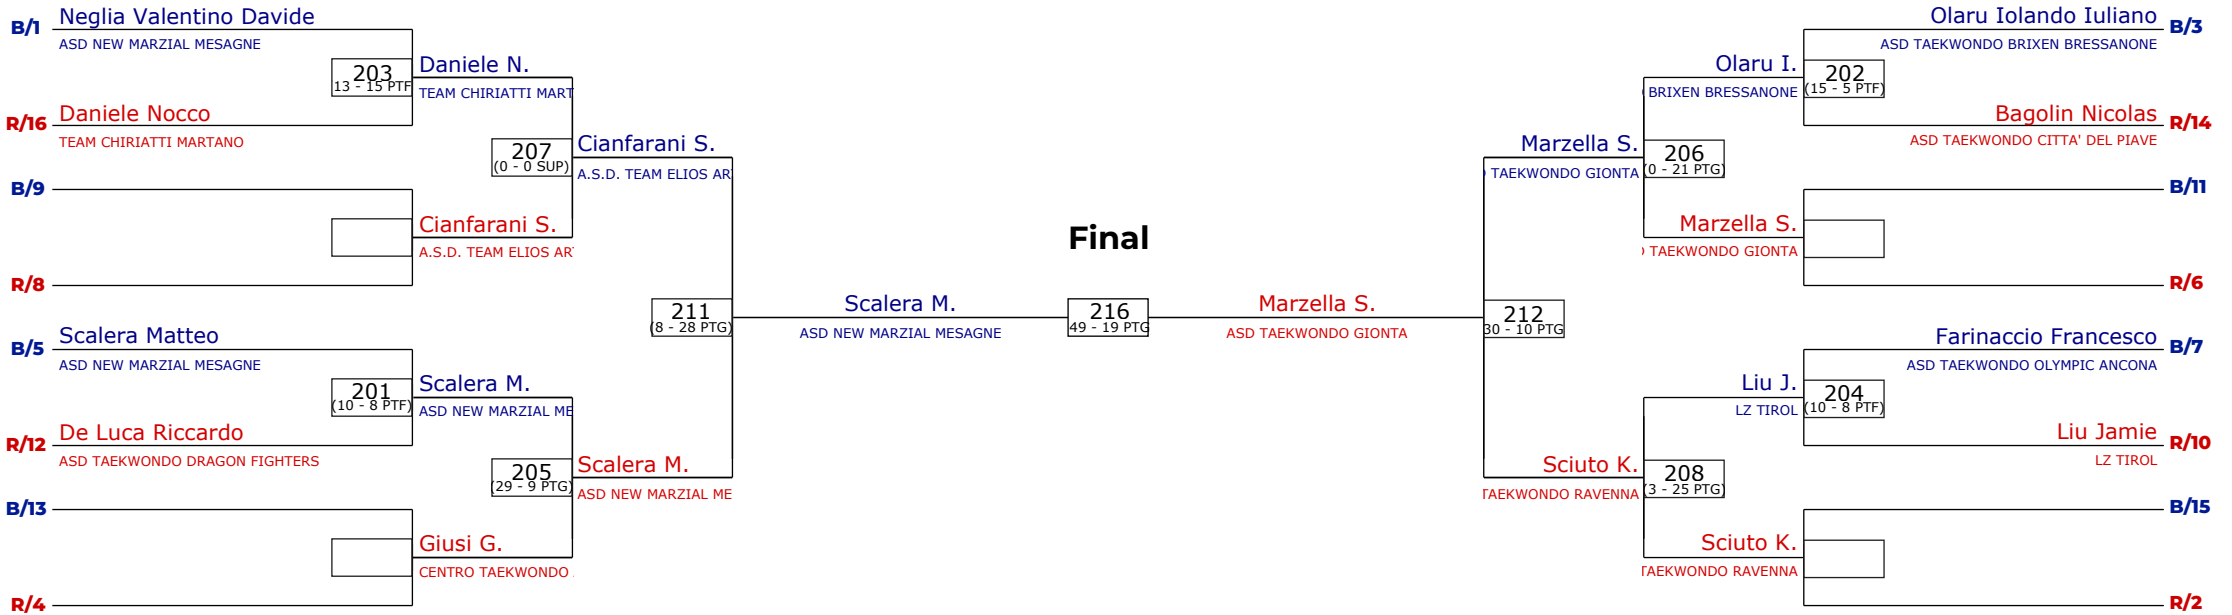 B/1 Neglia Valentino Davide
ASD NEW MARZIAL MESAGNE
203
13 - 15 PTF
Daniele N.
TEAM CHIRIATTI MART
R/16 Daniele Nocco
TEAM CHIRIATTI MARTANO
207
(0 - 0 SUP)
Cianfarani S.
A.S.D. TEAM ELIOS AR
B/9
Cianfarani S.
A.S.D. TEAM ELIOS AR
R/8
211
(8 - 28 PTG)
B/5 Scalera Matteo
ASD NEW MARZIAL MESAGNE
201
(10 - 8 PTF)
Scalera M.
ASD NEW MARZIAL ME
R/12 De Luca Riccardo
ASD TAEKWONDO DRAGON FIGHTERS
205
(29 - 9 PTG)
Scalera M.
ASD NEW MARZIAL ME
B/13
Giusi G.
CENTRO TAEKWONDO
R/4
Final
Scalera M.
ASD NEW MARZIAL MESAGNE
216
49 - 19 PTG
Marzella S.
ASD TAEKWONDO GIONTA
Olaru Iolando Iuliano B/3
ASD TAEKWONDO BRIXEN BRESSANONE
Olaru I.
BRIXEN BRESSANONE
202
(15 - 5 PTF)
Bagolin Nicolas R/14
ASD TAEKWONDO CITTA' DEL PIAVE
Marzella S.
TAEKWONDO GIONTA
206
(0 - 21 PTG)
B/11
Marzella S.
TAEKWONDO GIONTA
R/6
212
30 - 10 PTG
Farinaccio Francesco B/7
ASD TAEKWONDO OLYMPIC ANCONA
Liu J.
LZ TIROL
204
(10 - 8 PTF)
Liu Jamie R/10
LZ TIROL
Sciuto K.
TAEKWONDO RAVENNA
208
(3 - 25 PTG)
B/15
Sciuto K.
TAEKWONDO RAVENNA
R/2